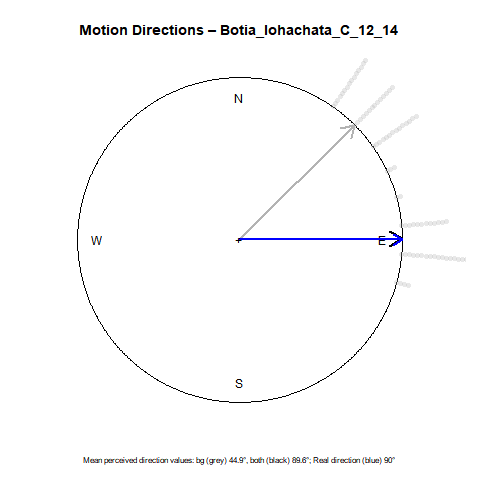 Motion Directions – Botia_lohachata_C_12_14
N
W
E
S
Mean perceived direction values: bg (grey) 44.9°, both (black) 89.6°; Real direction (blue) 90°